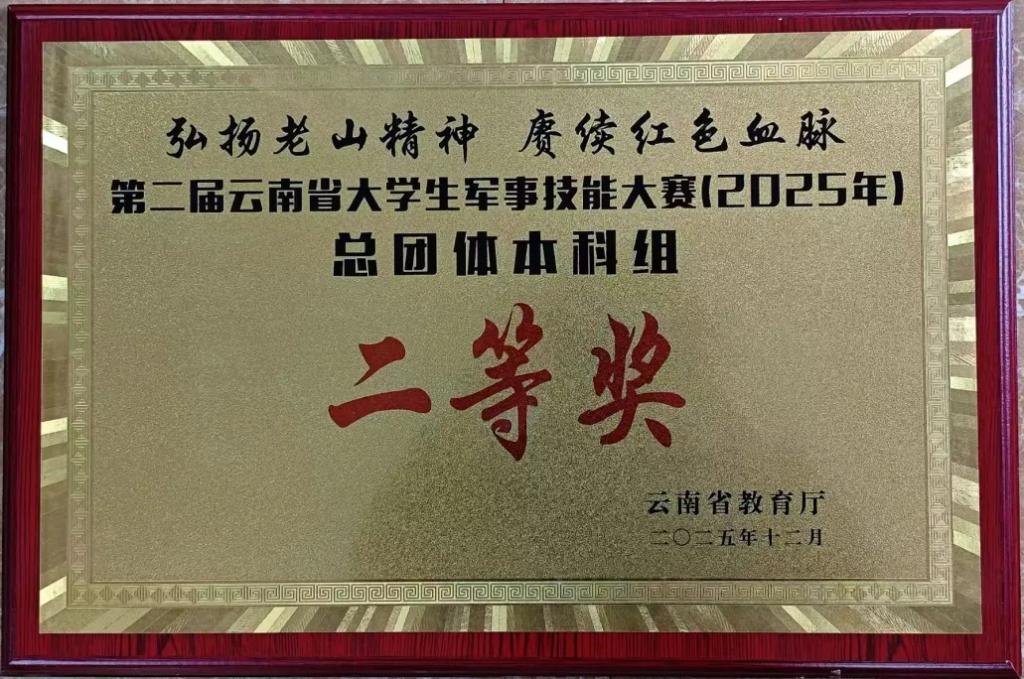 弘扬老山精神 赓续红色血脉
第二届云南省大学生军事技能大赛(2025年)
总团体本科组
二等奖
云南省教育厅
二〇二五年十二月